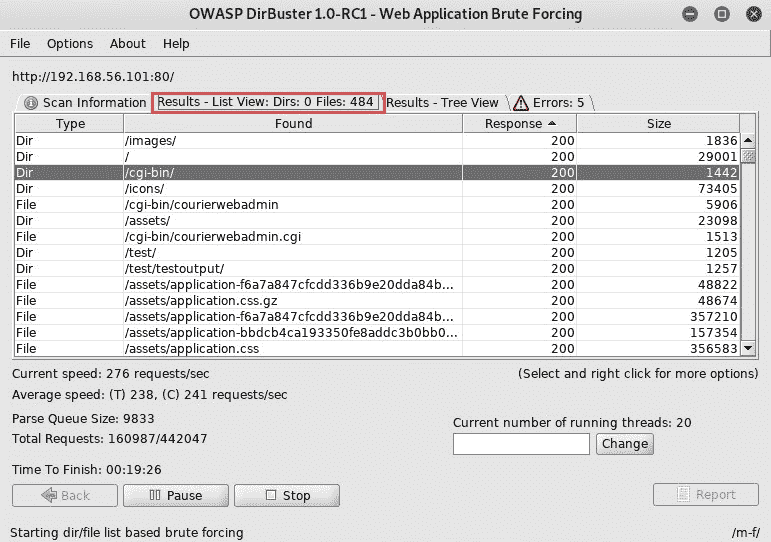 OWASP DirBuster 1.0-RC1 - Web Application Brute Forcing
File Options About Help
http://192.168.56.101:80/
Scan Information Results - List View: Dirs: 0 Files: 484 Results - Tree View Errors: 5
Type Found Response Size
Dir /images/ 200 1836
Dir / 200 29001
Dir /cgi-bin/ 200 1442
Dir /icons/ 200 73405
File /cgi-bin/courierwebadmin 200 5906
Dir /assets/ 200 23098
File /cgi-bin/courierwebadmin.cgi 200 1513
Dir /test/ 200 1205
Dir /test/testoutput/ 200 1257
File /assets/application-f6a7a847cfcdd336b9e20dda84b... 200 48822
File /assets/application.css.gz 200 48674
File /assets/application-f6a7a847cfcdd336b9e20dda84b... 200 357210
File /assets/application-bbdcb4ca193350fe8addc3b0bb0... 200 157354
File /assets/application.css 200 356583
Current speed: 276 requests/sec (Select and right click for more options)
Average speed: (T) 238, (C) 241 requests/sec
Parse Queue Size: 9833
Total Requests: 160987/442047
Current number of running threads: 20
Change
Time To Finish: 00:19:26
Back Pause Stop Report
Starting dir/file list based brute forcing /m-f/